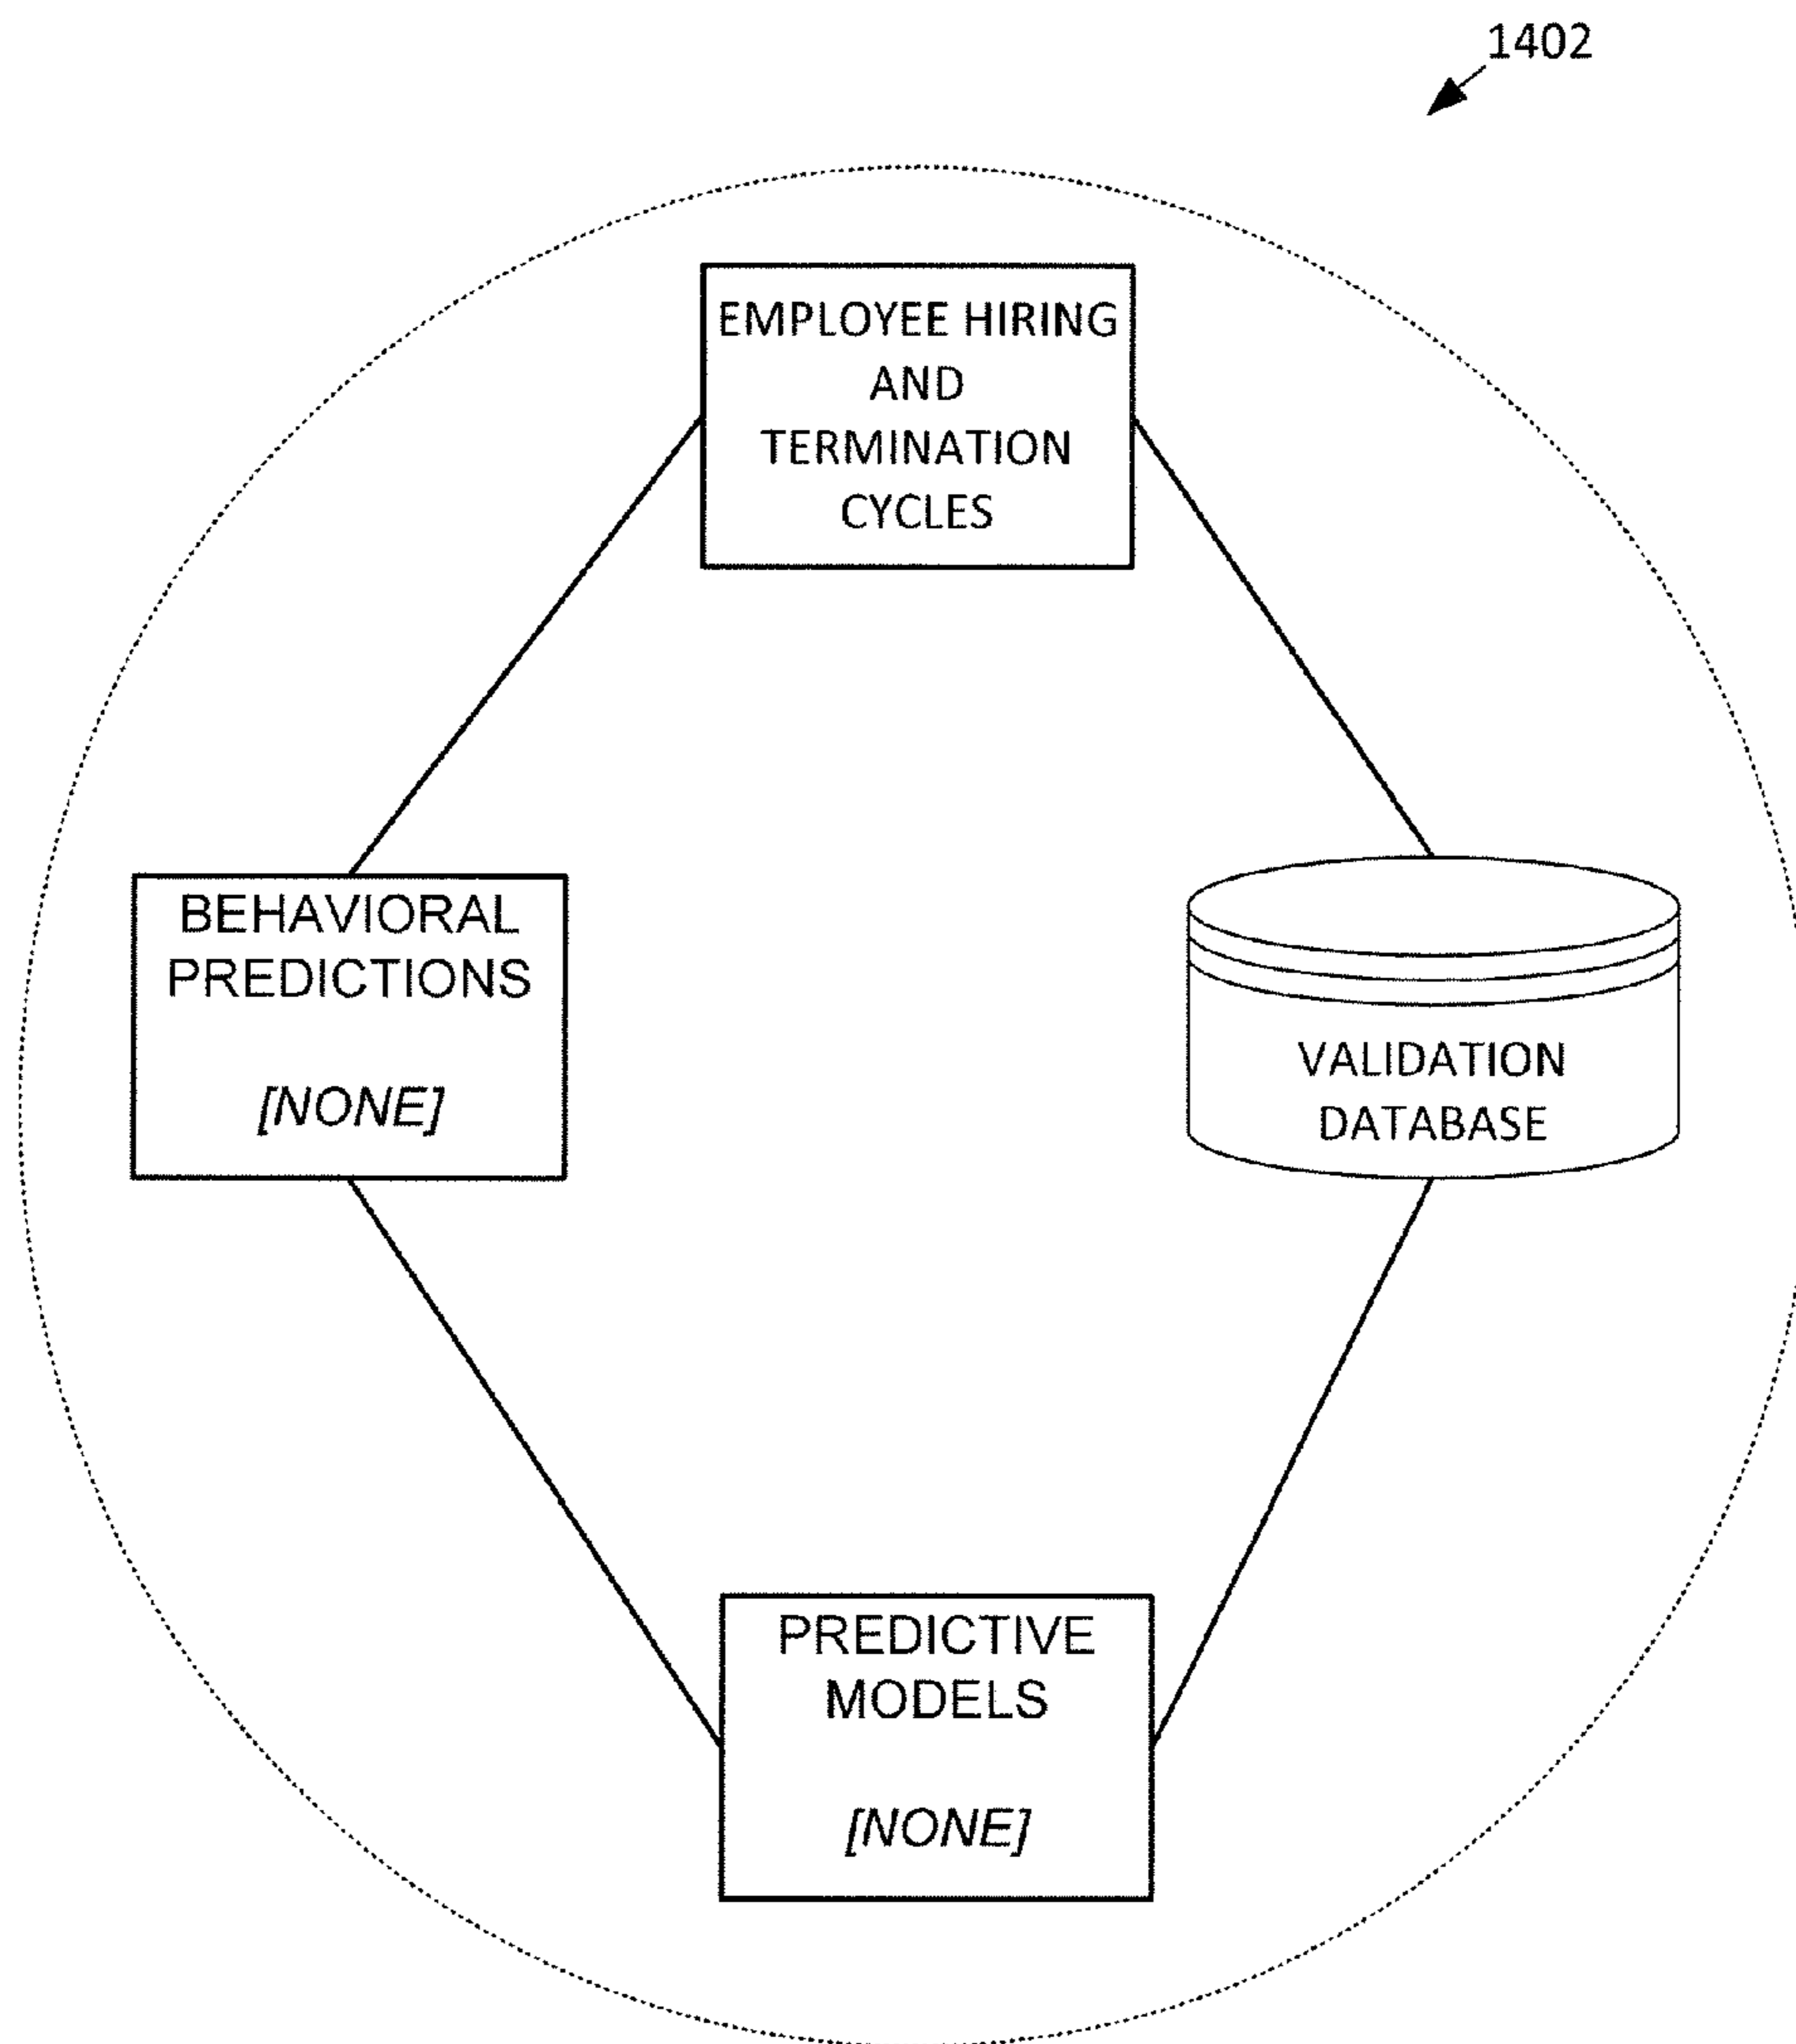 1402
EMPLOYEE HIRING
AND
TERMINATION
CYCLES
BEHAVIORAL
PREDICTIONS
[NONE]
VALIDATION
DATABASE
PREDICTIVE
MODELS
[NONE]